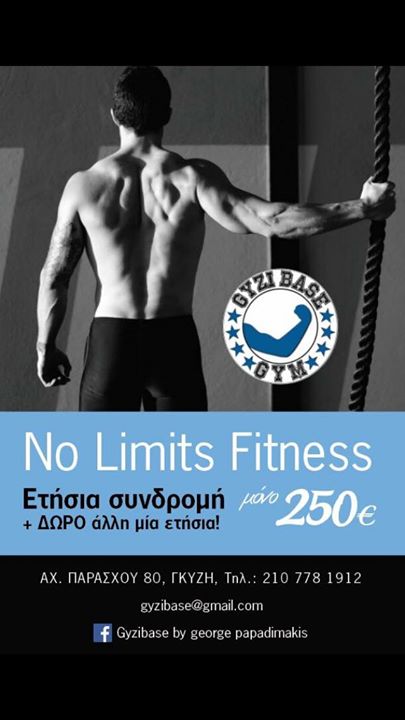 GYZI BASE
GYM
No Limits Fitness
Ετήσια συνδρομή μόνο 250€
+ ΔΩΡΟ άλλη μία ετήσια!
ΑΧ. ΠΑΡΑΣΧΟΥ 80, ΓΚΥΖΗ, Τηλ.: 210 778 1912
gyzibase@gmail.com
f Gyzibase by george papadimakis